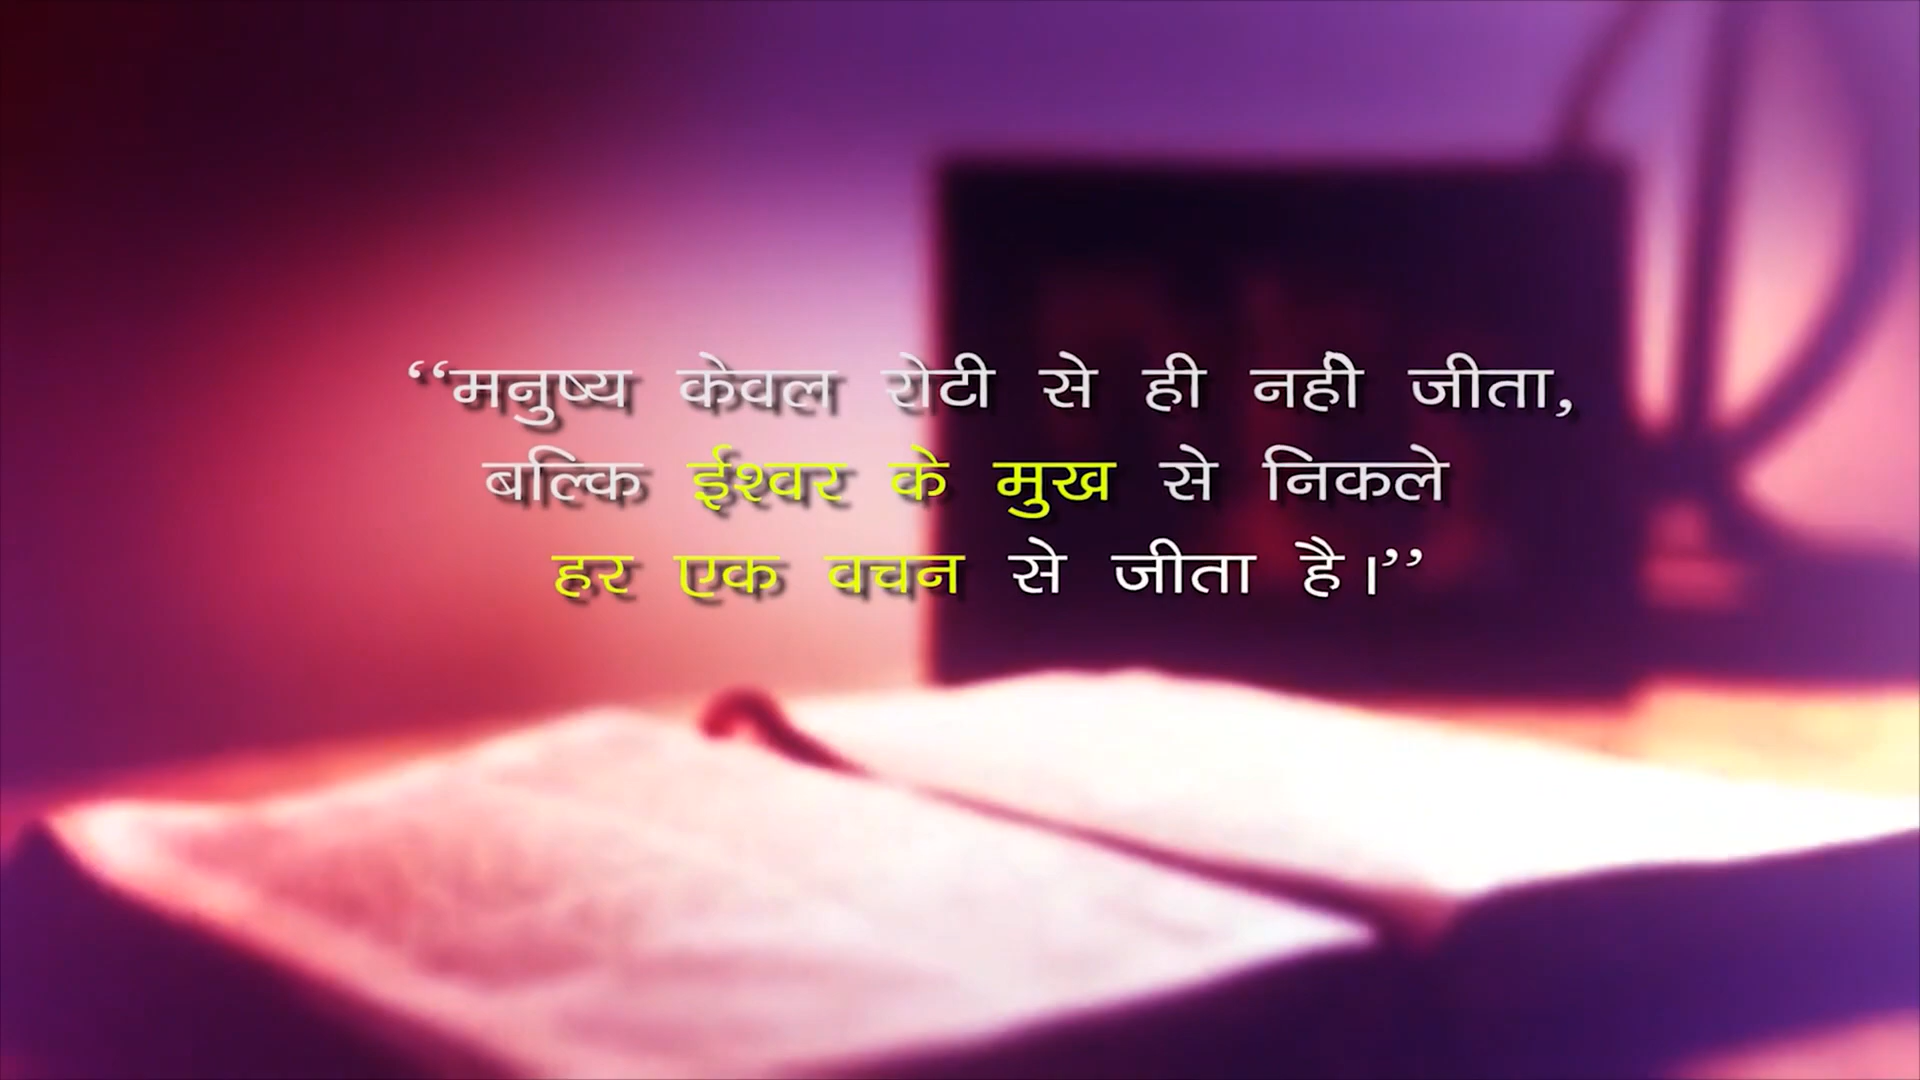 “मनुष्य केवल रोटी से ही नहीं जीता,
बल्कि ईश्वर के मुख से निकले
हर एक वचन से जीता है।”